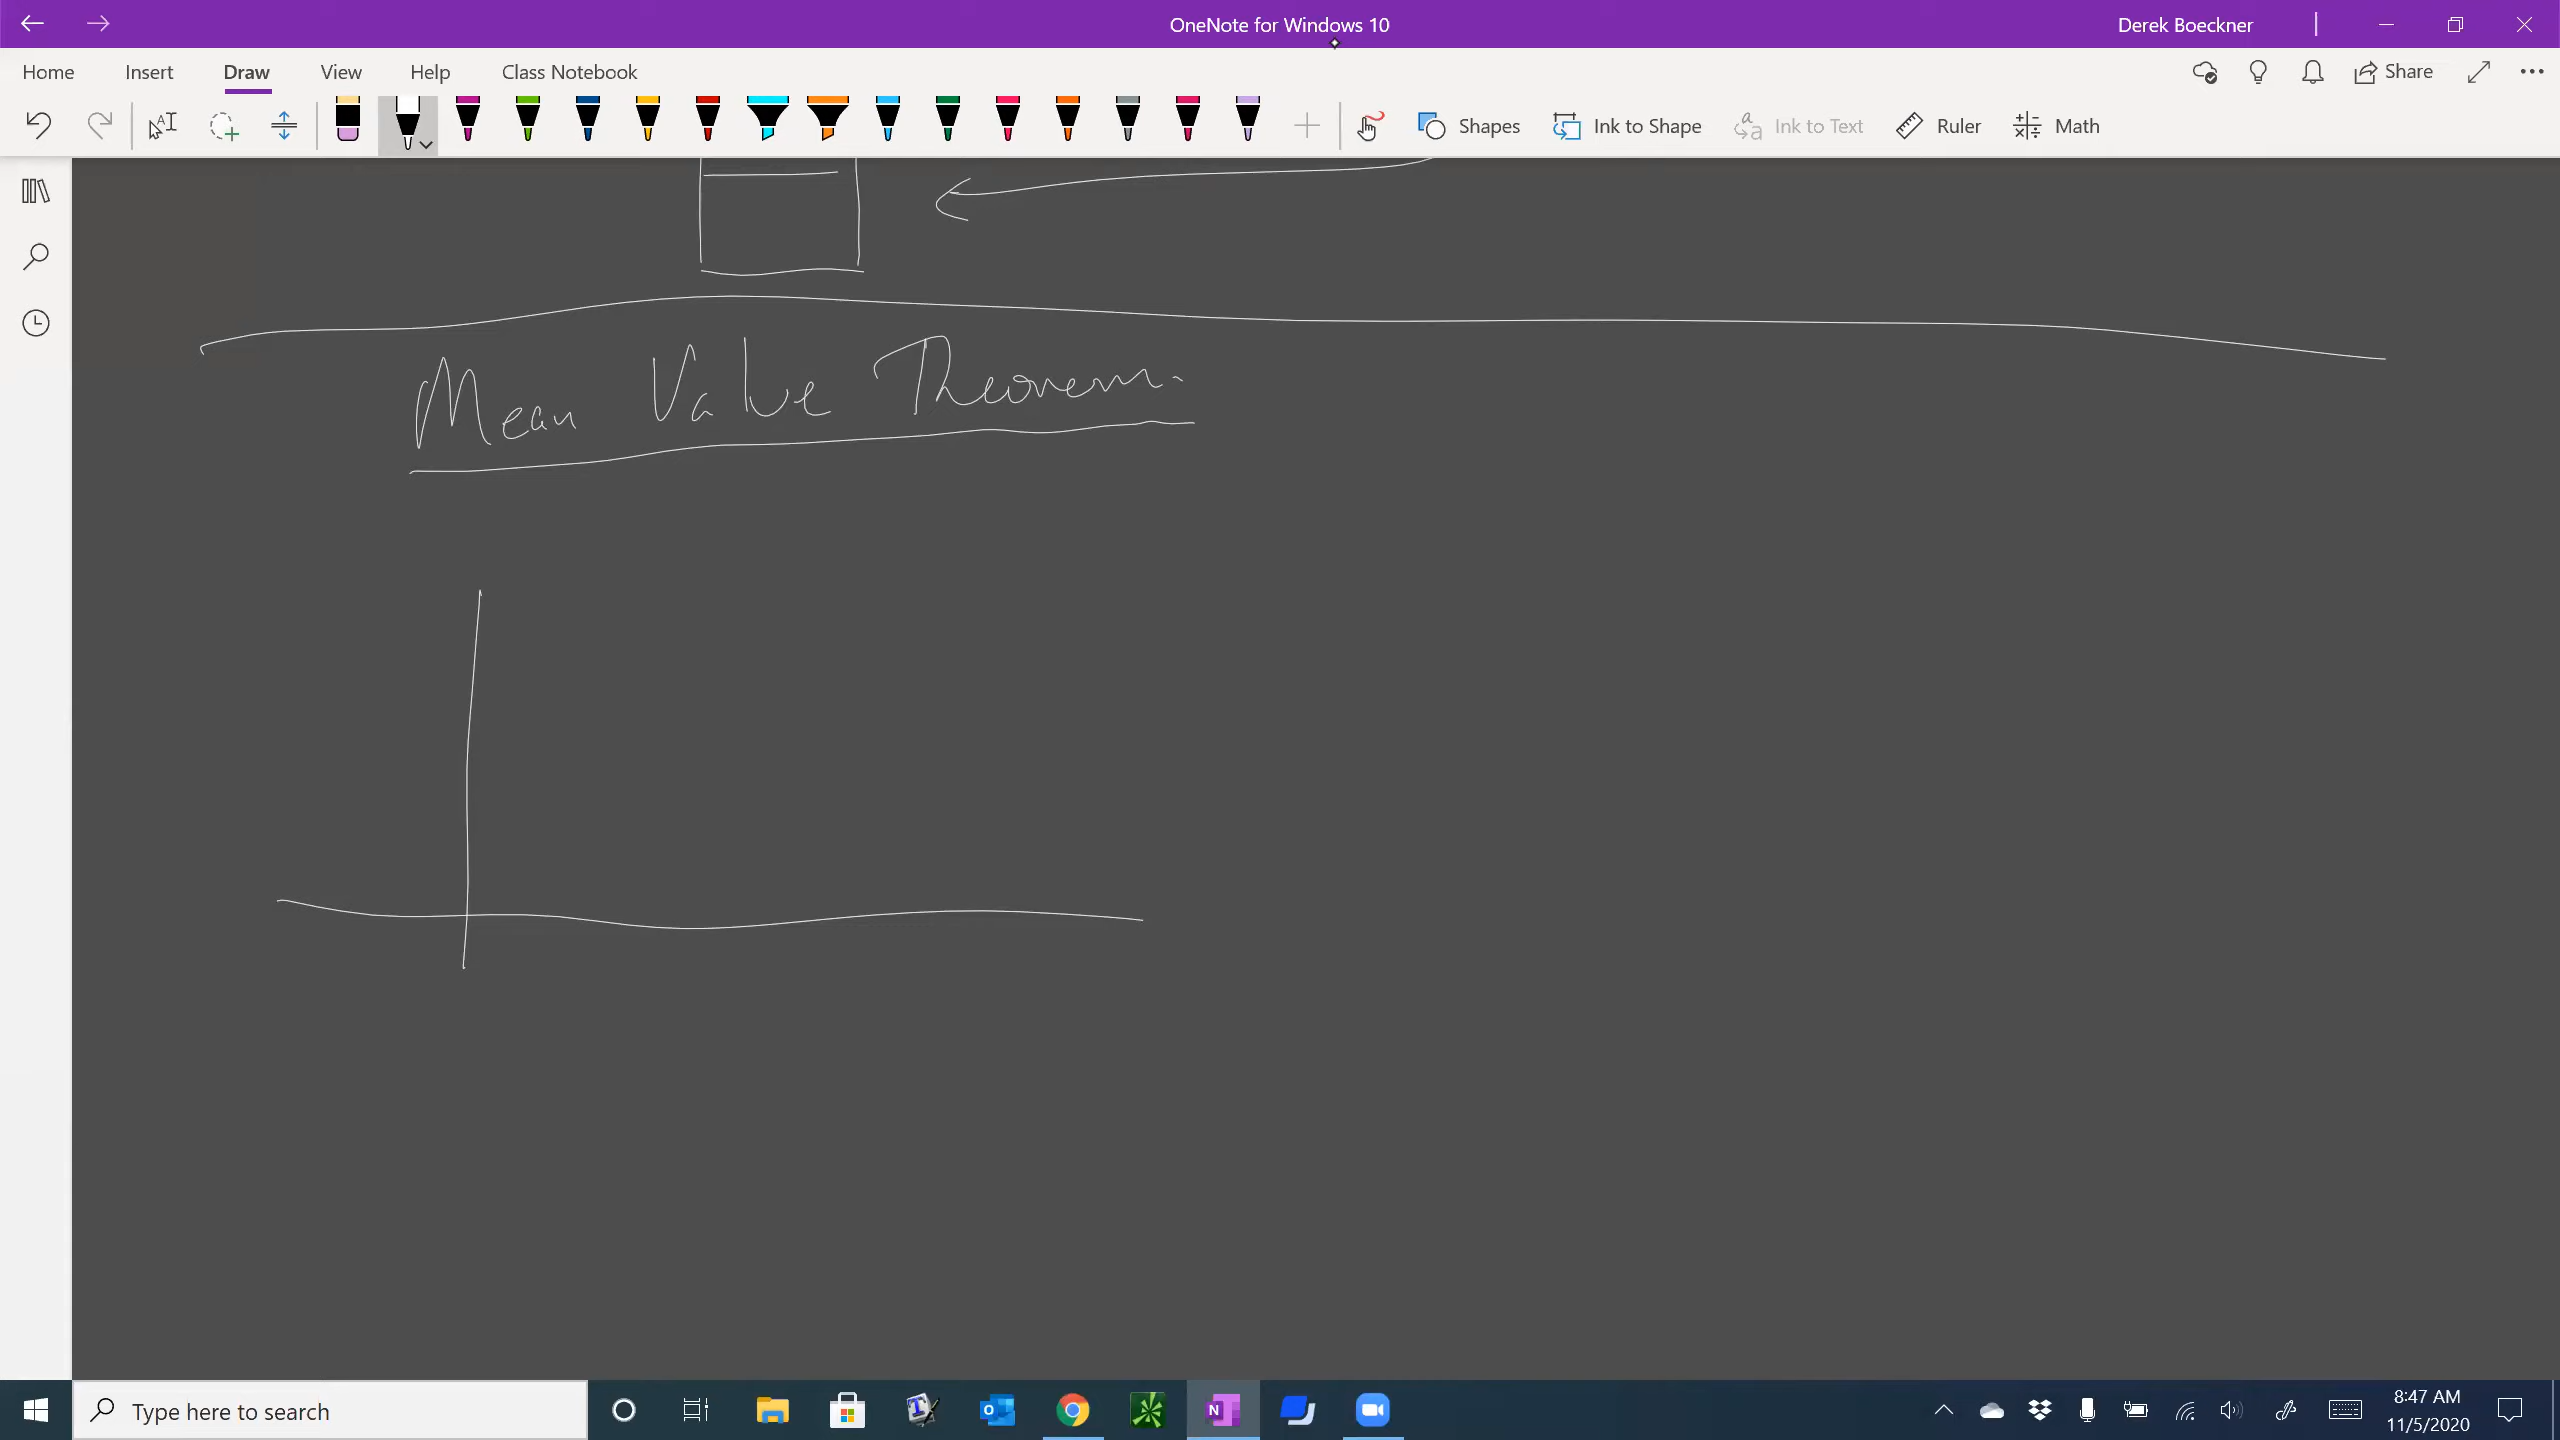 OneNote for Windows 10
Derek Boeckner
Home Insert Draw View Help Class Notebook
Share
Shapes Ink to Shape Ink to Text Ruler Math
Mean Value Theorem.
Type here to search
8:47 AM
11/5/2020